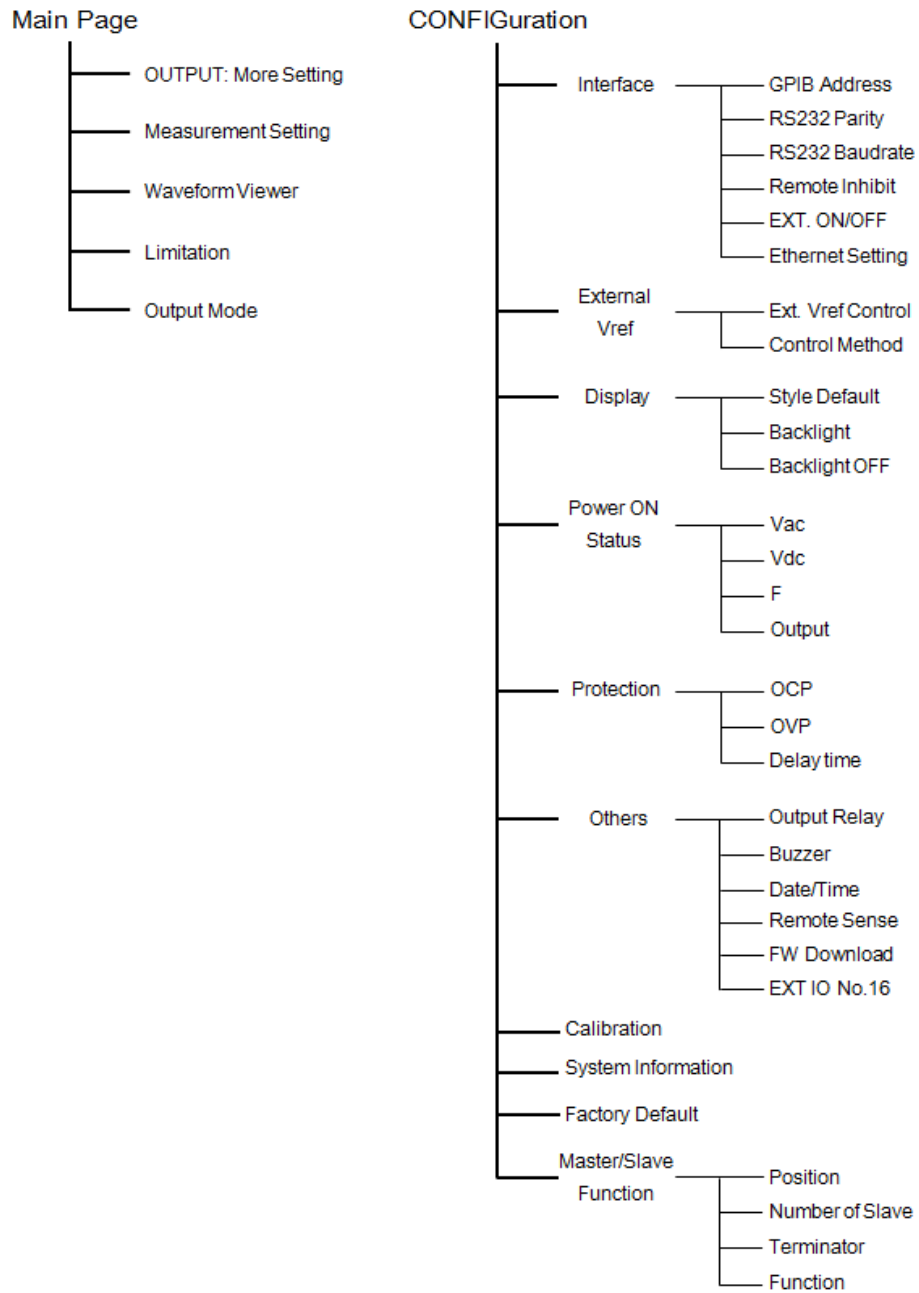 Main Page
OUTPUT: More Setting
Measurement Setting
Waveform Viewer
Limitation
Output Mode
CONFIGuration
Interface
GPIB Address
RS232 Parity
RS232 Baudrate
Remote Inhibit
EXT. ON/OFF
Ethernet Setting
External
Vref
Ext. Vref Control
Control Method
Display
Style Default
Backlight
Backlight OFF
Power ON
Status
Vac
Vdc
F
Output
Protection
OCP
OVP
Delay time
Others
Output Relay
Buzzer
Date/Time
Remote Sense
FW Download
EXT IO No.16
Calibration
System Information
Factory Default
Master/Slave
Function
Position
Number of Slave
Terminator
Function